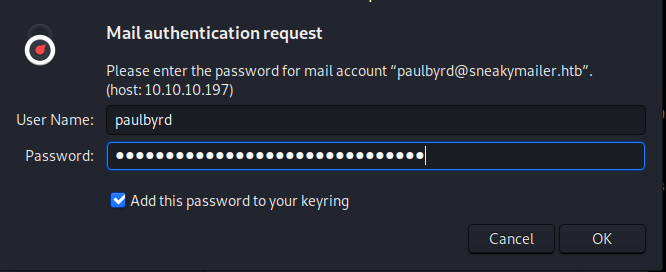 Mail authentication request
Please enter the password for mail account “paulbyrd@sneakymailer.htb”.
(host: 10.10.10.197)
User Name: paulbyrd
Password: ●●●●●●●●●●●●●●●●●●●●●●●●●●●●●●●
Add this password to your keyring
Cancel OK